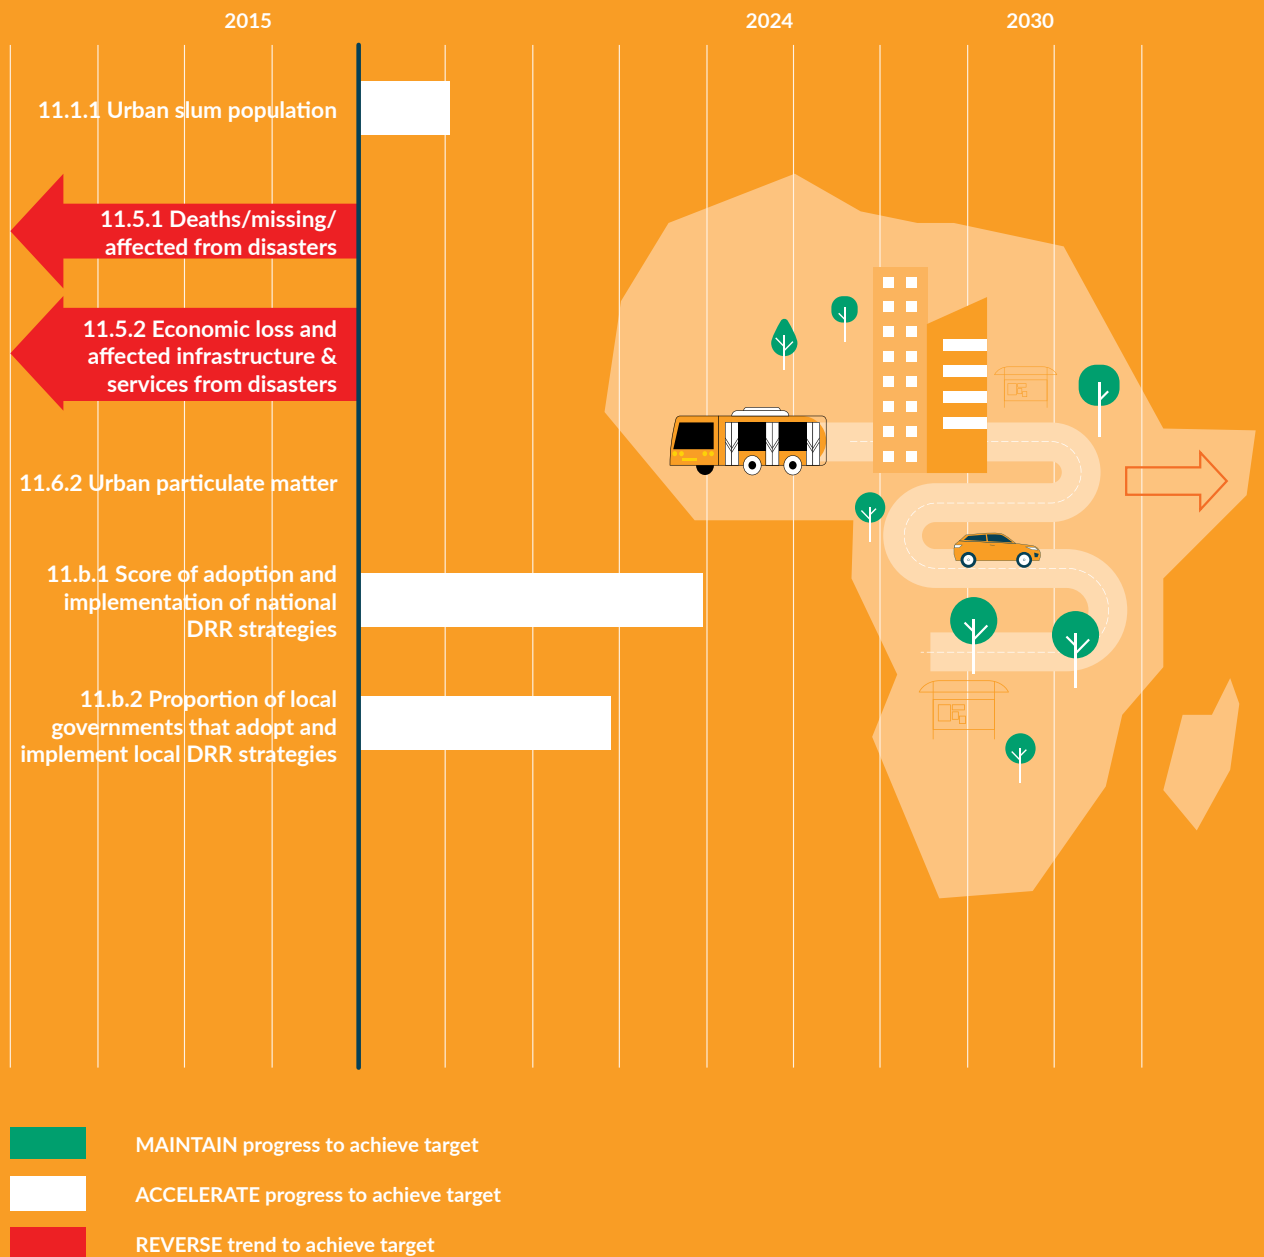 2015 2024 2030
11.1.1 Urban slum population
11.5.1 Deaths/missing/
affected from disasters
11.5.2 Economic loss and
affected infrastructure &
services from disasters
11.6.2 Urban particulate matter
11.b.1 Score of adoption and
implementation of national
DRR strategies
11.b.2 Proportion of local
governments that adopt and
implement local DRR strategies
MAINTAIN progress to achieve target
ACCELERATE progress to achieve target
REVERSE trend to achieve target